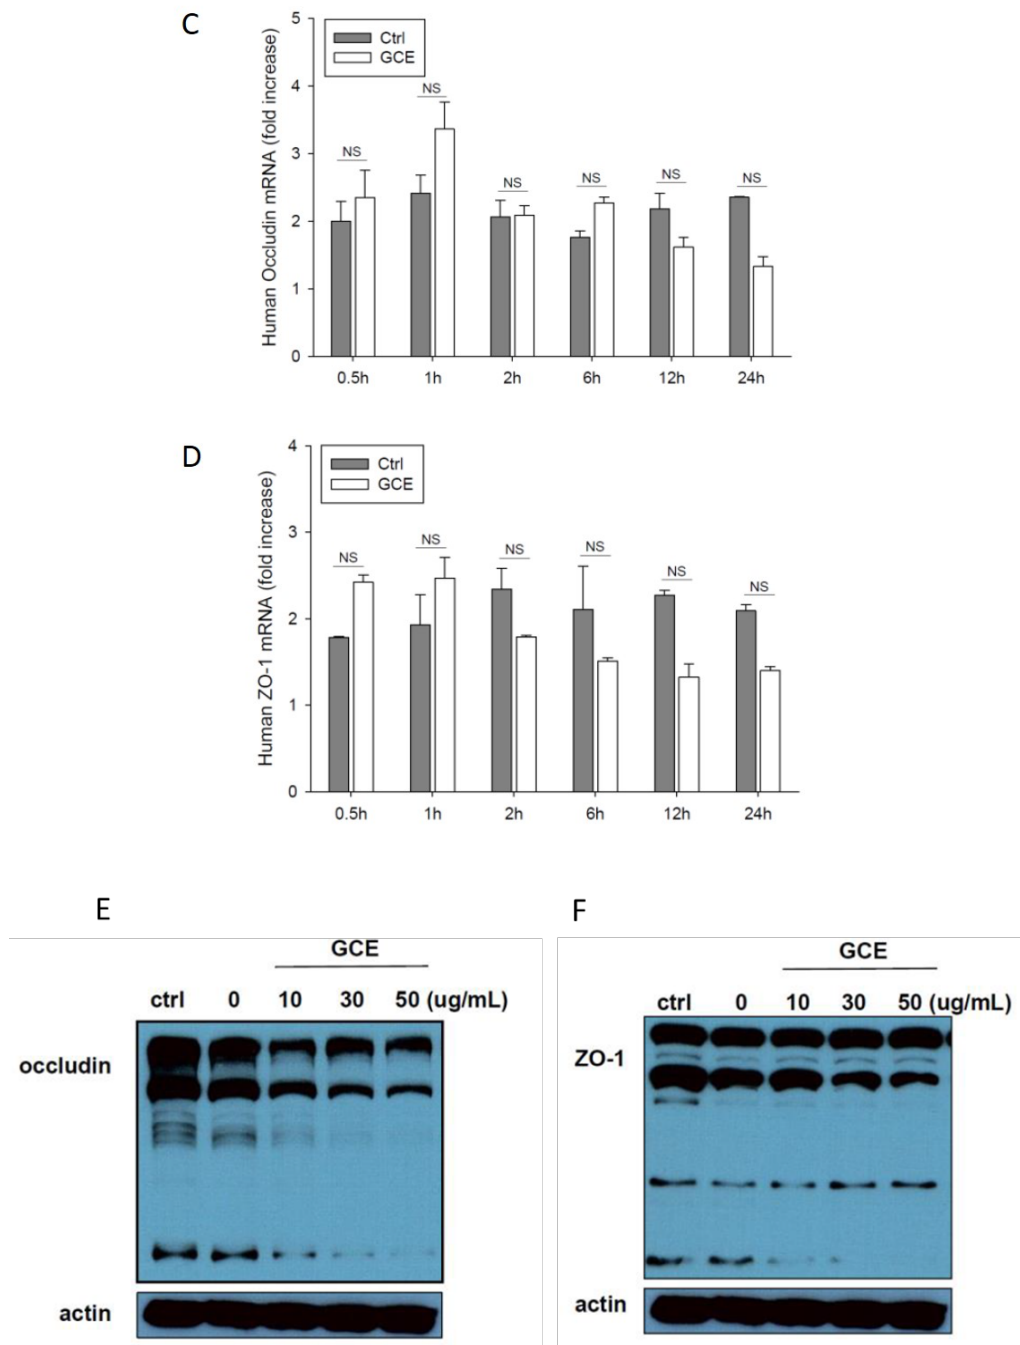 C
Human Occludin mRNA (fold increase)
5
4
3
2
1
0
Ctrl
GCE
NS
NS
NS
NS
NS
NS
0.5h 1h 2h 6h 12h 24h
D
Human ZO-1 mRNA (fold increase)
4
3
2
1
0
Ctrl
GCE
NS
NS
NS
NS
NS
NS
0.5h 1h 2h 6h 12h 24h
E
GCE
ctrl 0 10 30 50 (ug/mL)
occludin
actin
F
GCE
ctrl 0 10 30 50 (ug/mL)
ZO-1
actin